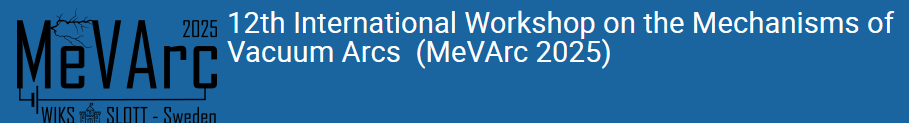 2025
MeVArc
WIKS SLOTT - Sweden
12th International Workshop on the Mechanisms of
Vacuum Arcs (MeVArc 2025)